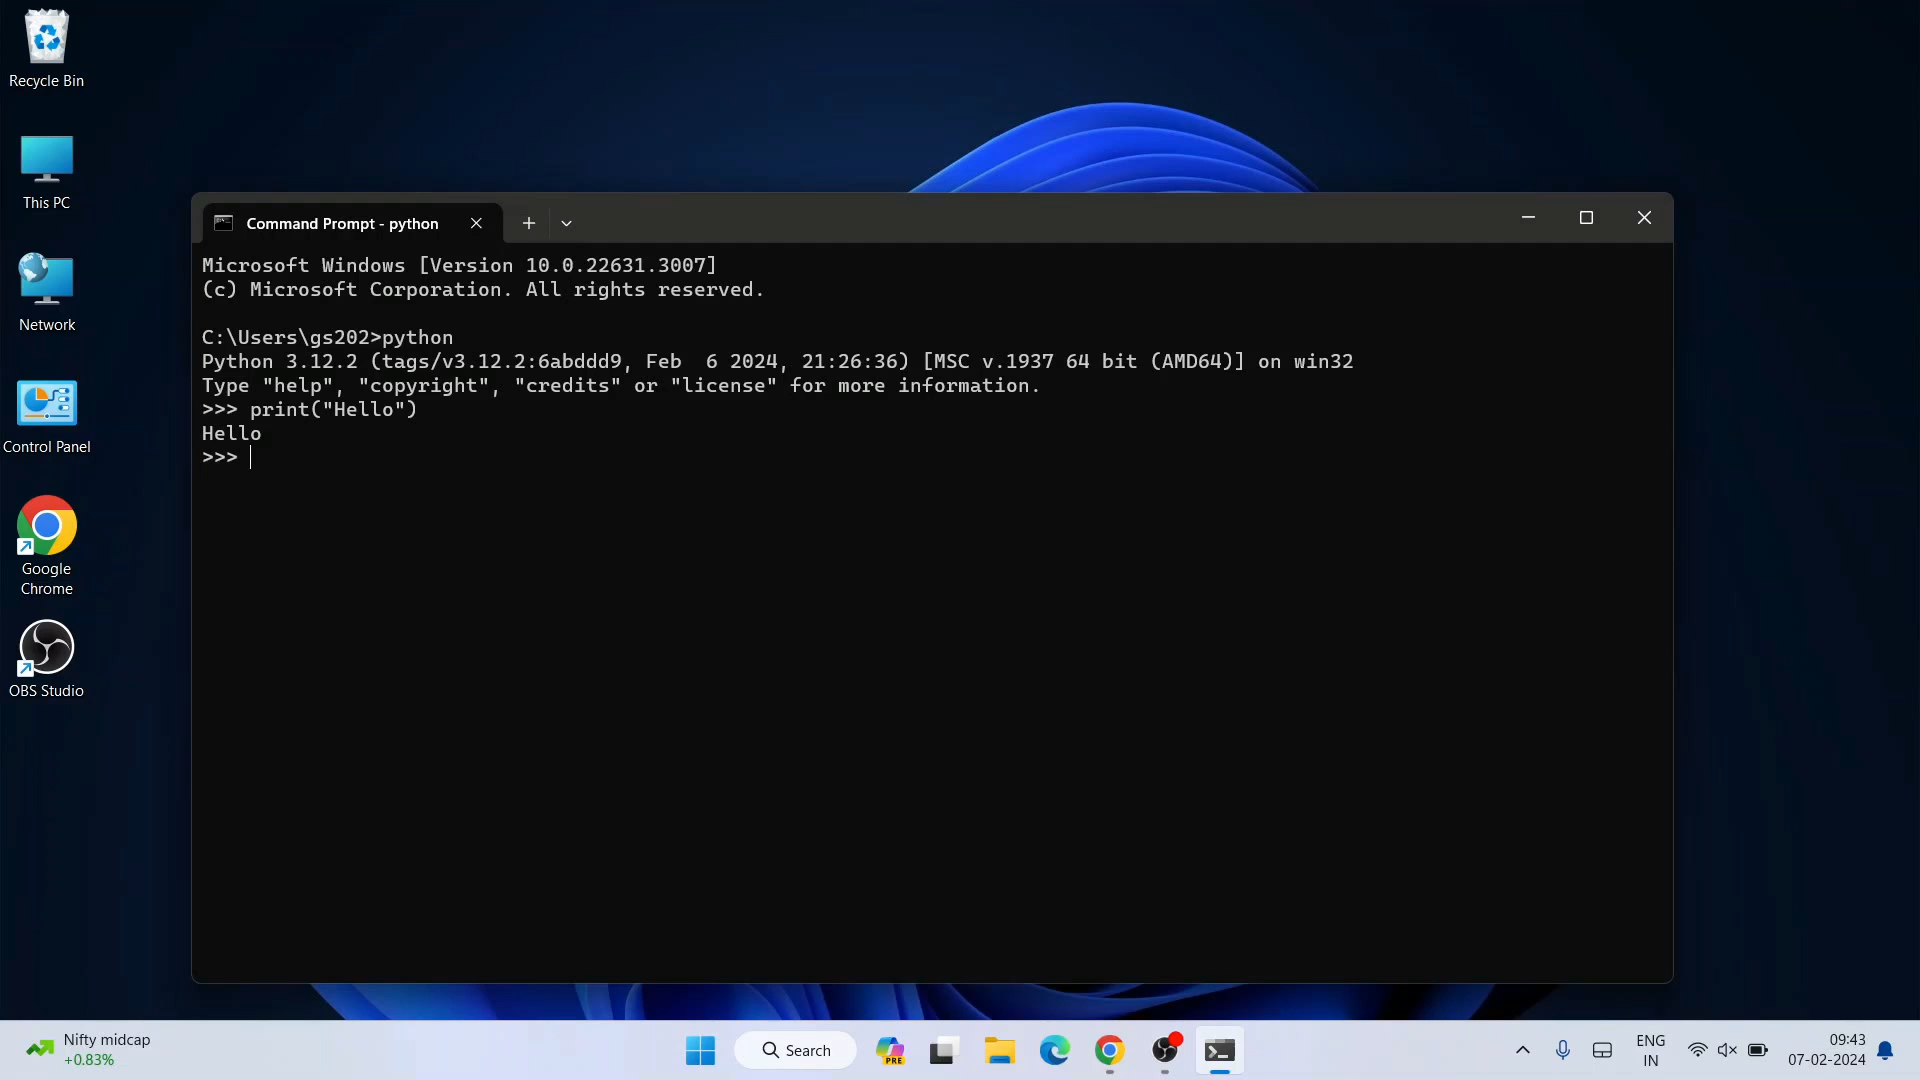 Recycle Bin
This PC
Network
Control Panel
Google
Chrome
OBS Studio
Command Prompt - python
Microsoft Windows [Version 10.0.22631.3007]
(c) Microsoft Corporation. All rights reserved.
C:\Users\gs202>python
Python 3.12.2 (tags/v3.12.2:6abddd9, Feb  6 2024, 21:26:36) [MSC v.1937 64 bit (AMD64)] on win32
Type "help", "copyright", "credits" or "license" for more information.
>>> print("Hello")
Hello
>>>
Nifty midcap
+0.83%
Search
PRE
ENG
IN
09:43
07-02-2024